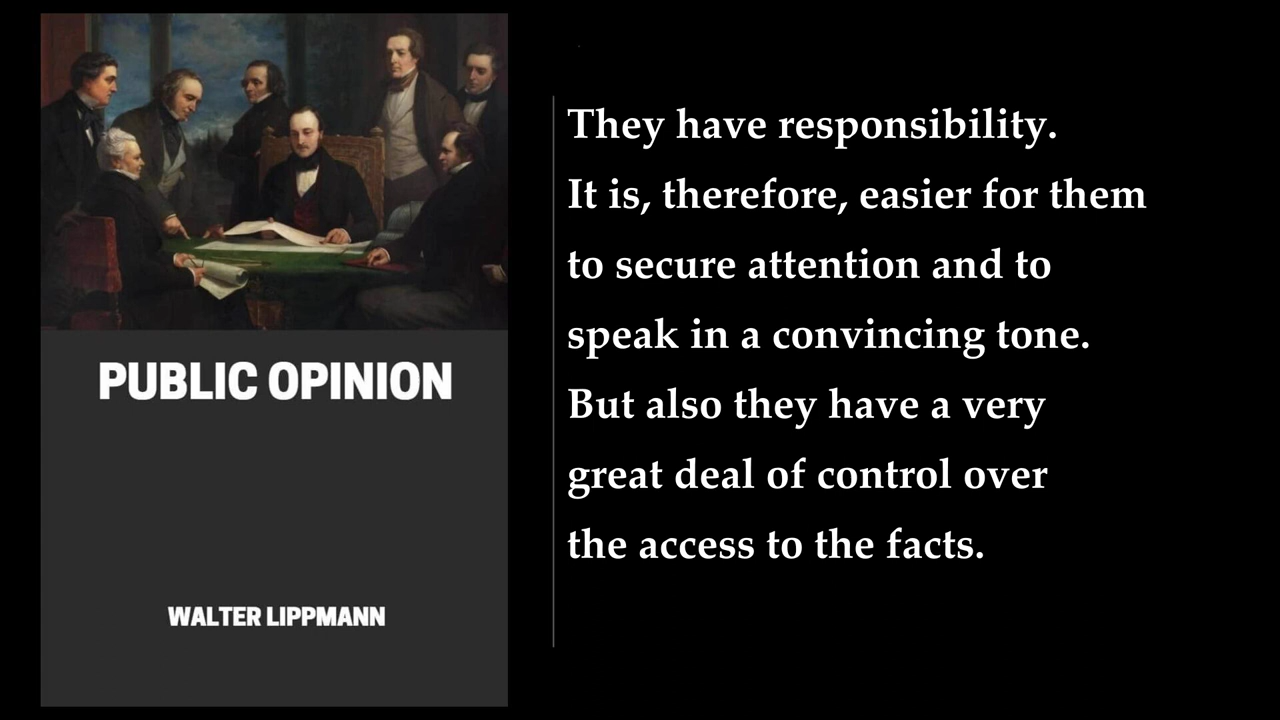 PUBLIC OPINION
WALTER LIPPMANN
They have responsibility.
It is, therefore, easier for them
to secure attention and to
speak in a convincing tone.
But also they have a very
great deal of control over
the access to the facts.